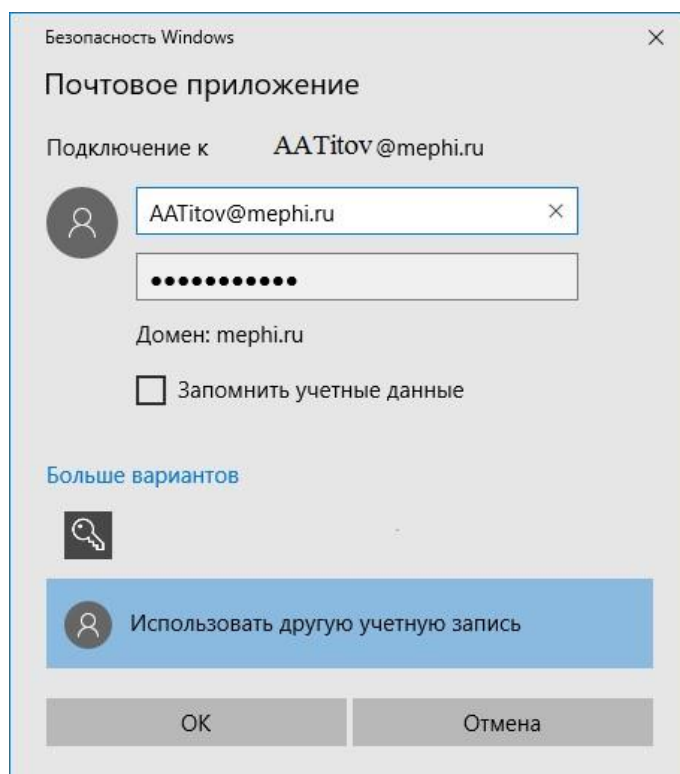 Безопасность Windows
Почтовое приложение
Подключение к AATitov@mephi.ru
AATitov@mephi.ru
•••••••••••
Домен: mephi.ru
Запомнить учетные данные
Больше вариантов
Использовать другую учетную запись
ОК Отмена